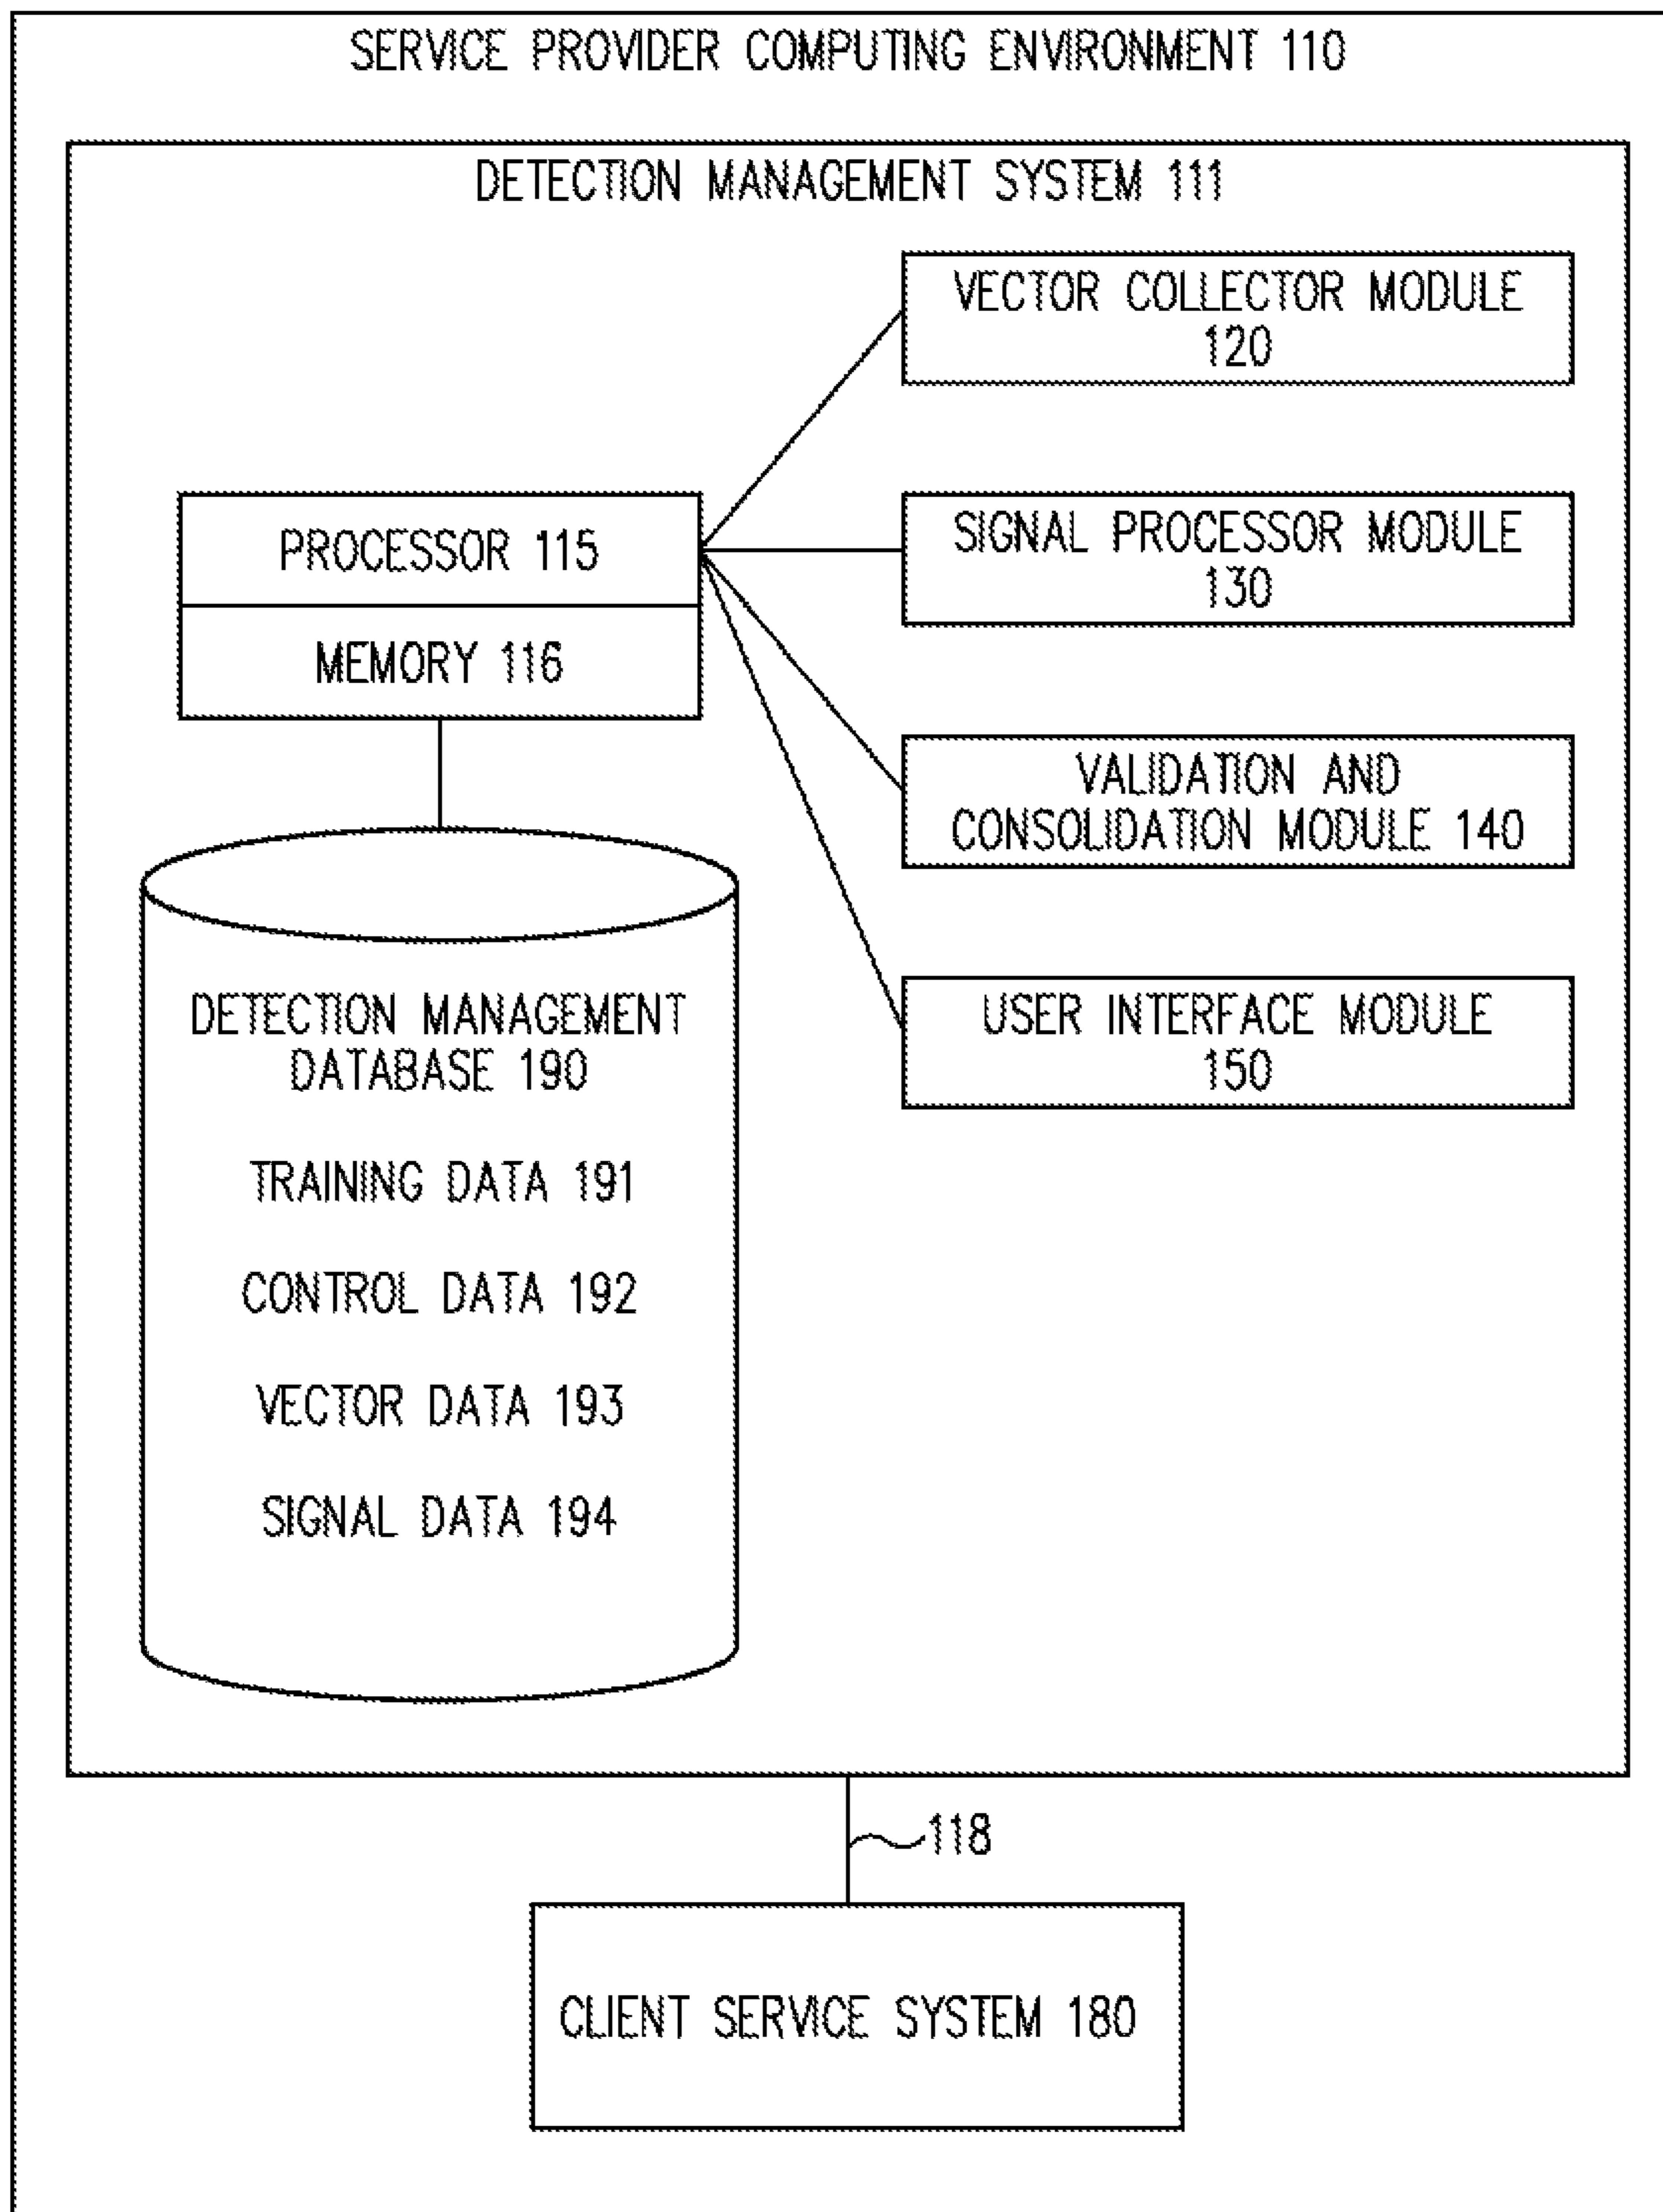 SERVICE PROVIDER COMPUTING ENVIRONMENT 110
DETECTION MANAGEMENT SYSTEM 111
VECTOR COLLECTOR MODULE
120
PROCESSOR 115
MEMORY 116
SIGNAL PROCESSOR MODULE
130
VALIDATION AND
CONSOLIDATION MODULE 140
USER INTERFACE MODULE
150
DETECTION MANAGEMENT
DATABASE 190
TRAINING DATA 191
CONTROL DATA 192
VECTOR DATA 193
SIGNAL DATA 194
118
CLIENT SERVICE SYSTEM 180